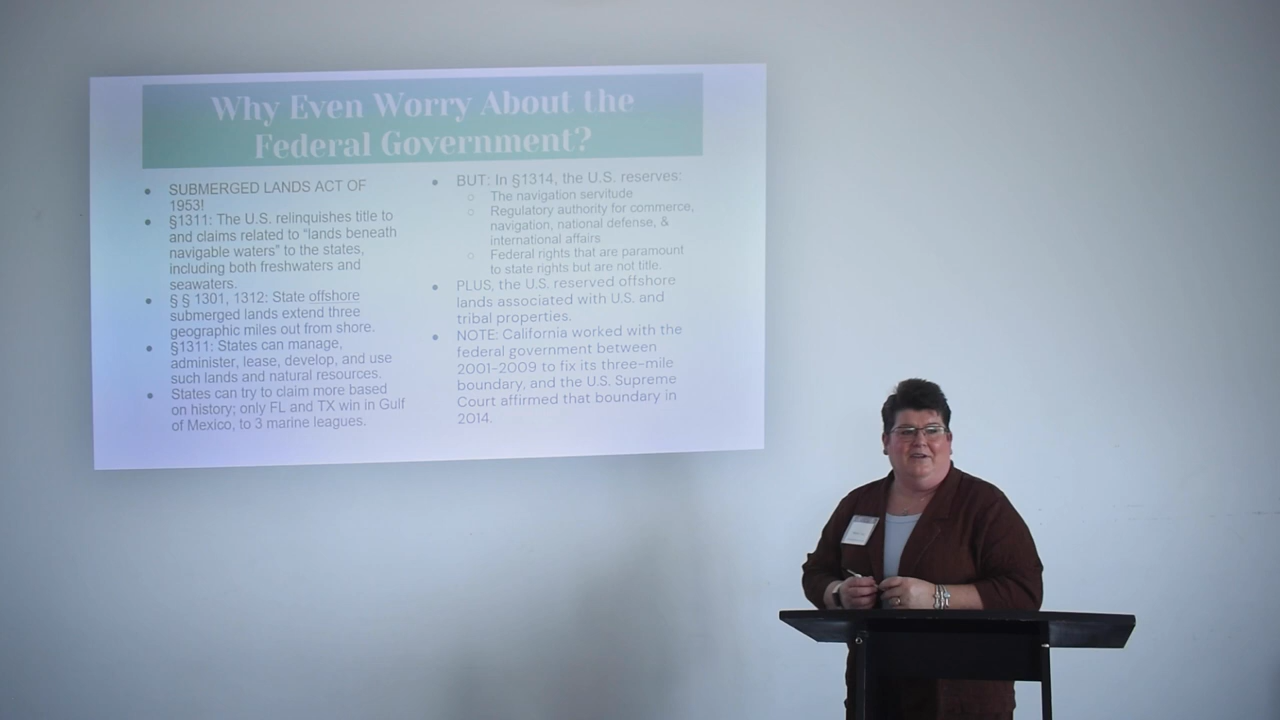 Why Even Worry About the
Federal Government?
● SUBMERGED LANDS ACT OF
1953!
● §1311: The U.S. relinquishes title to
and claims related to “lands beneath
navigable waters” to the states,
including both freshwaters and
seawaters.
● § § 1301, 1312: State offshore
submerged lands extend three
geographic miles out from shore.
● §1311: States can manage,
administer, lease, develop, and use
such lands and natural resources.
● States can try to claim more based
on history; only FL and TX win in Gulf
of Mexico, to 3 marine leagues.
● BUT: In §1314, the U.S. reserves:
○ The navigation servitude
○ Regulatory authority for commerce,
navigation, national defense, &
international affairs
○ Federal rights that are paramount
to state rights but are not title.
● PLUS, the U.S. reserved offshore
lands associated with U.S. and
tribal properties.
● NOTE: California worked with the
federal government between
2001-2009 to fix its three-mile
boundary, and the U.S. Supreme
Court affirmed that boundary in
2014.